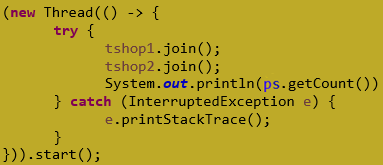 (new Thread(() -> {
try {
tshop1.join();
tshop2.join();
System.out.println(ps.getCount())
} catch (InterruptedException e) {
e.printStackTrace();
}
})).start();